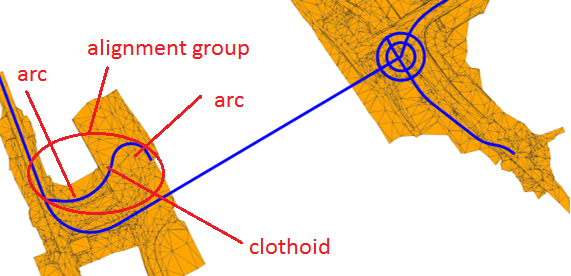 alignment group
arc
arc
clothoid